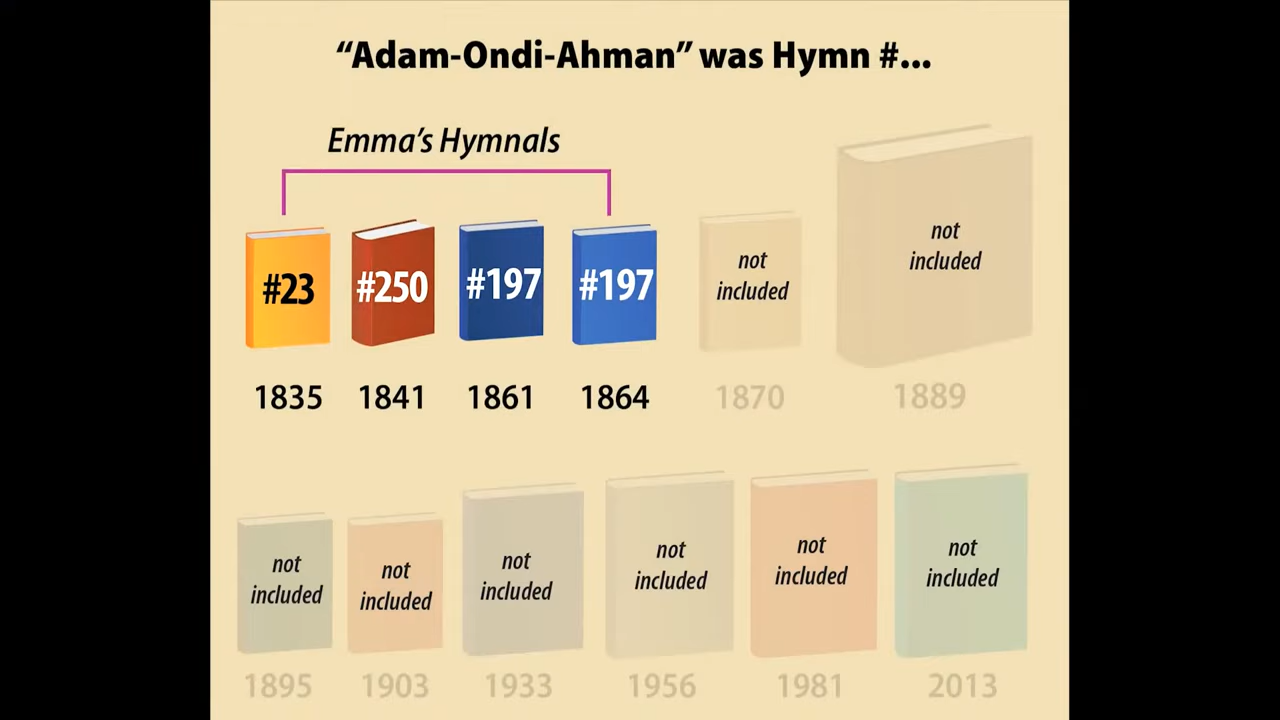 “Adam-Ondi-Ahman” was Hymn #...
Emma’s Hymnals
#23
#250
#197
#197
not
included
not
included
1835
1841
1861
1864
1870
1889
not
included
not
included
not
included
not
included
not
included
not
included
1895
1903
1933
1956
1981
2013